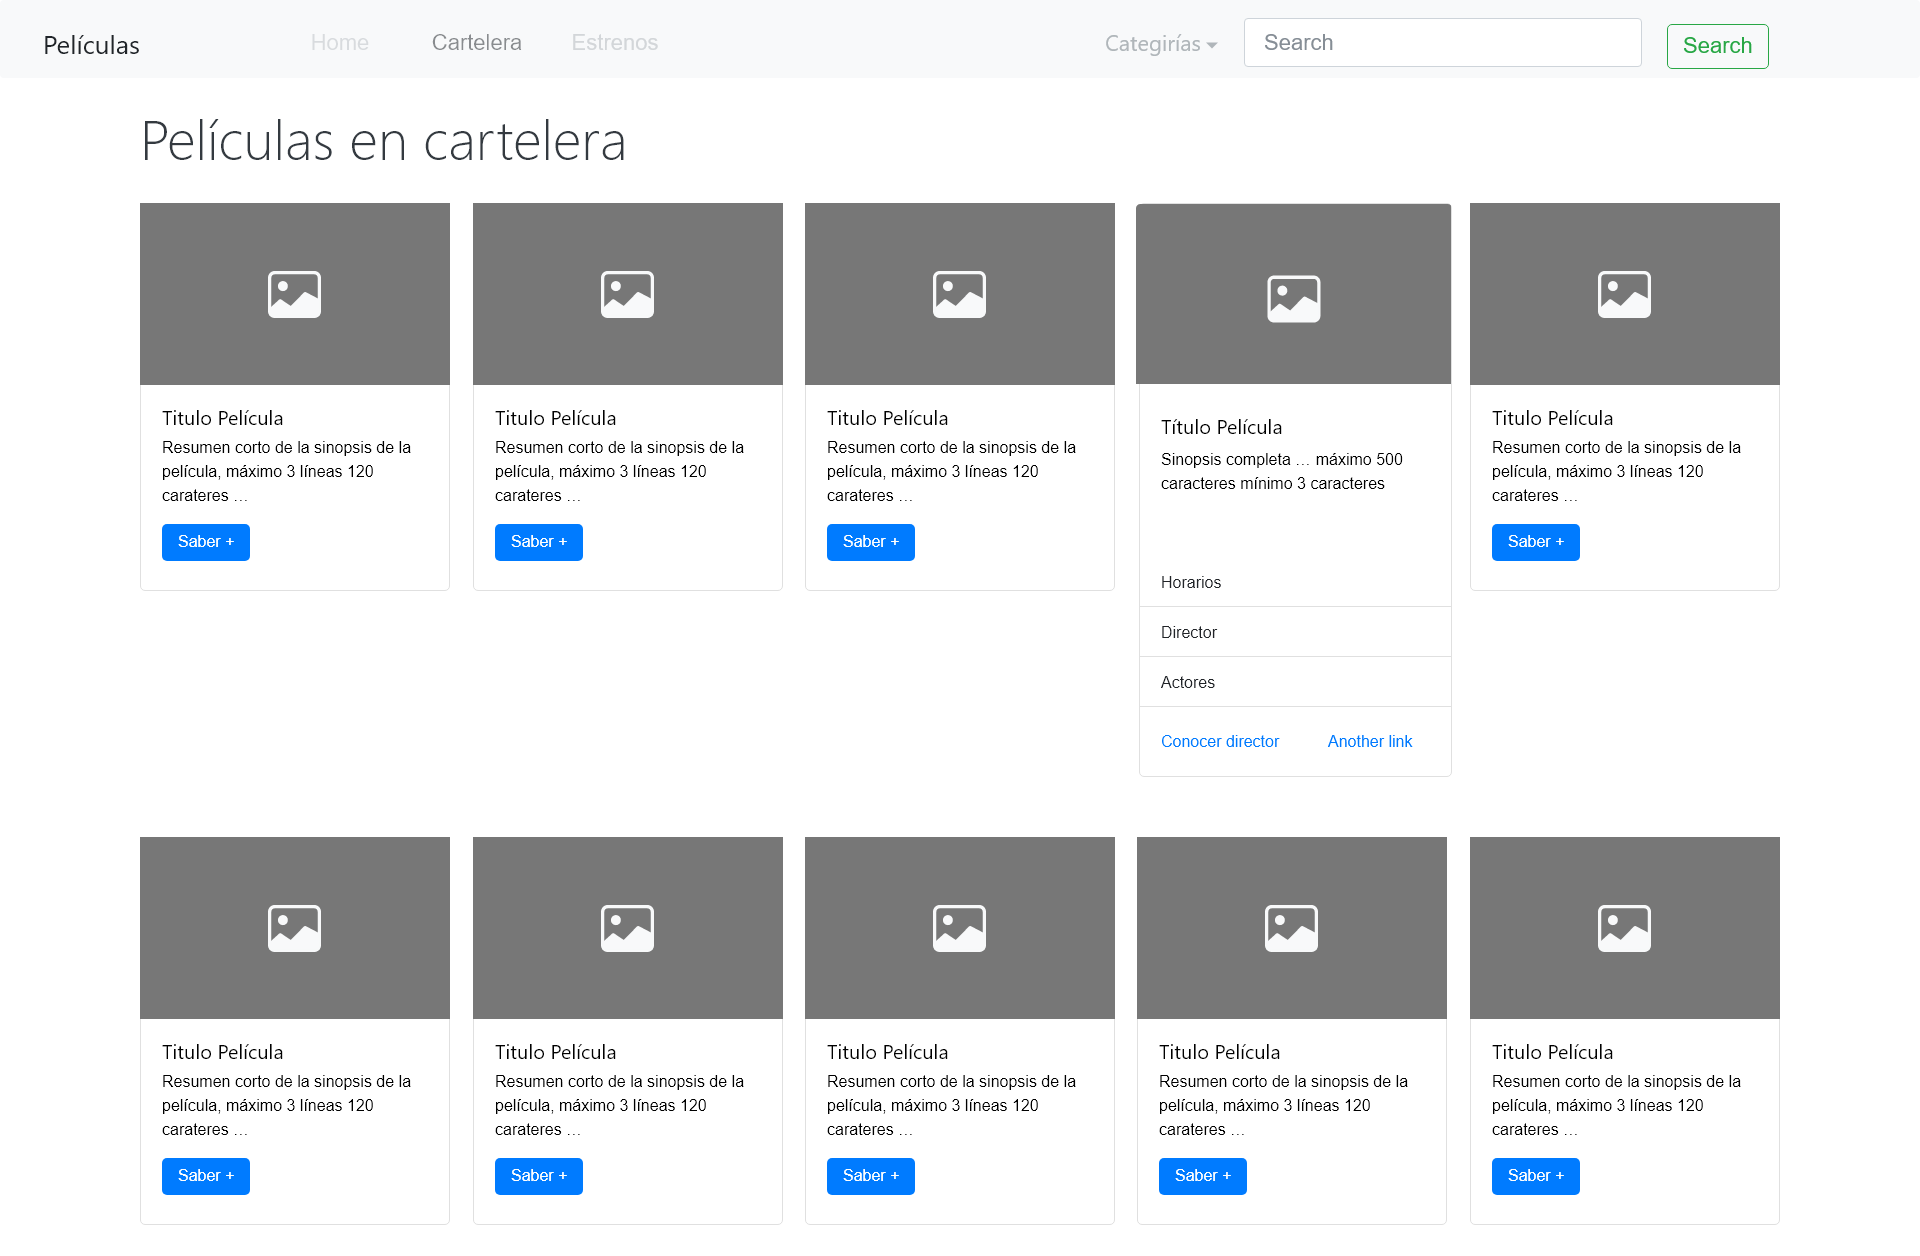 Películas
Home
Cartelera
Estrenos
Categirías
Search
Search
Películas en cartelera
Titulo Película
Resumen corto de la sinopsis de la
película, máximo 3 líneas 120
carateres ...
Saber +
Titulo Película
Resumen corto de la sinopsis de la
película, máximo 3 líneas 120
carateres ...
Saber +
Titulo Película
Resumen corto de la sinopsis de la
película, máximo 3 líneas 120
carateres ...
Saber +
Título Película
Sinopsis completa ... máximo 500
caracteres mínimo 3 caracteres
Horarios
Director
Actores
Conocer director
Another link
Titulo Película
Resumen corto de la sinopsis de la
película, máximo 3 líneas 120
carateres ...
Saber +
Titulo Película
Resumen corto de la sinopsis de la
película, máximo 3 líneas 120
carateres ...
Saber +
Titulo Película
Resumen corto de la sinopsis de la
película, máximo 3 líneas 120
carateres ...
Saber +
Titulo Película
Resumen corto de la sinopsis de la
película, máximo 3 líneas 120
carateres ...
Saber +
Titulo Película
Resumen corto de la sinopsis de la
película, máximo 3 líneas 120
carateres ...
Saber +
Titulo Película
Resumen corto de la sinopsis de la
película, máximo 3 líneas 120
carateres ...
Saber +